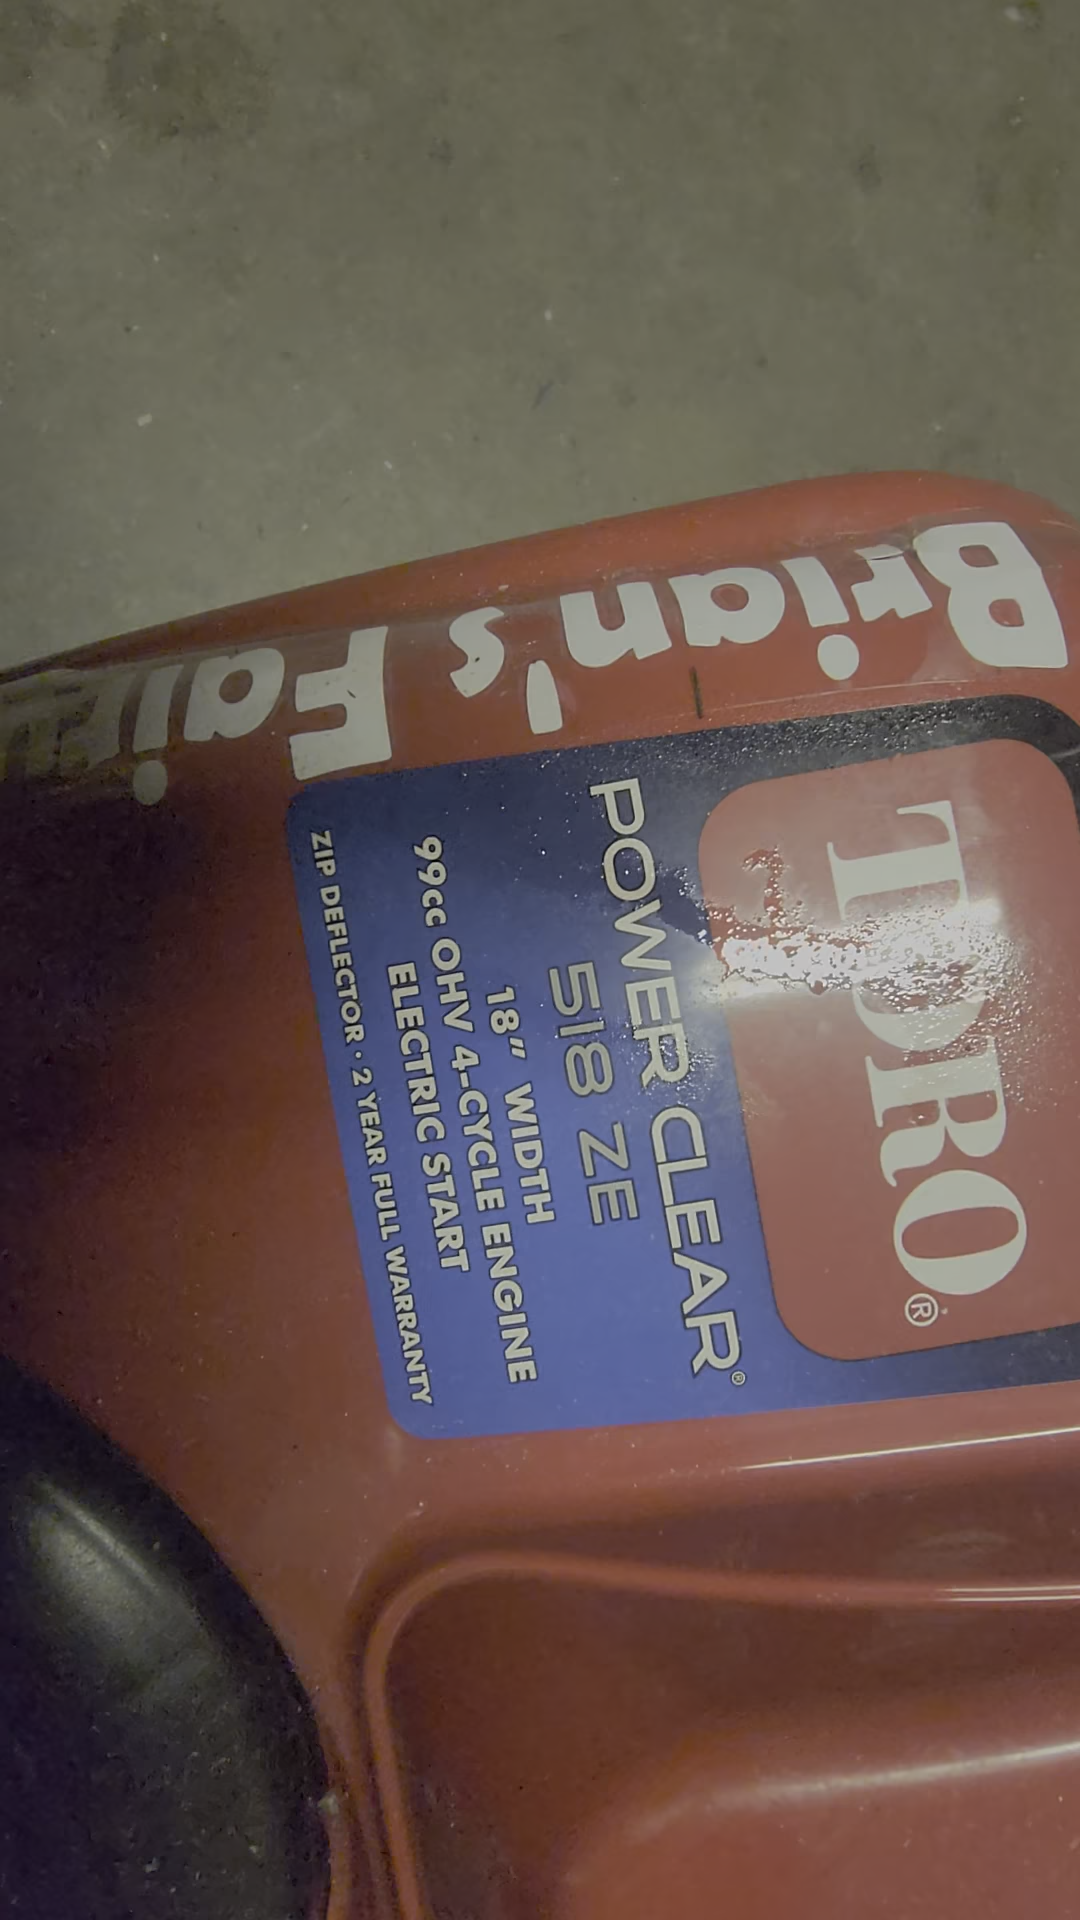 Brian's Fairy
TORO®
POWER CLEAR®
518 ZE
18" WIDTH
99cc OHV 4-CYCLE ENGINE
ELECTRIC START
ZIP DEFLECTOR • 2 YEAR FULL WARRANTY